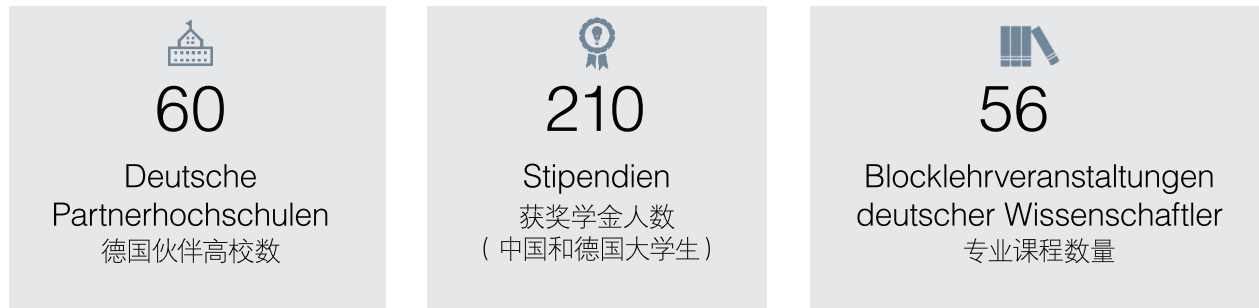 60
Deutsche
Partnerhochschulen
德国伙伴高校数
210
Stipendien
获奖学金人数
（中国和德国大学生）
56
Blocklehrveranstaltungen
deutscher Wissenschaftler
专业课程数量